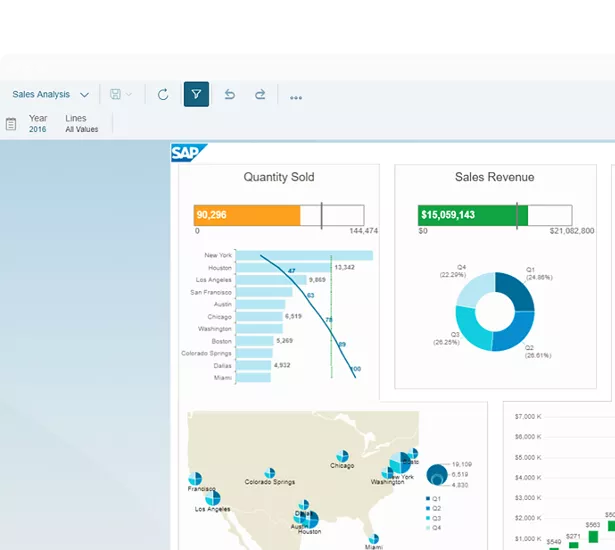 Sales Analysis
Year
Lines
2016
All Values
SAP
Quantity Sold
90,296
0
144,474
New York
Houston
Los Angeles
San Francisco
Austin
Chicago
Washington
Boston
Colorado Springs
Dallas
Miami
13,342
9,869
6,519
5,269
4,932
47
63
78
89
100
Sales Revenue
$15,059,143
$0
$21,082,800
Q4
(22.29%)
Q1
(24.86%)
Q3
(26.25%)
Q2
(26.61%)
Chicago
New York
Washington
Francisco
Colorado Springs
Los Angeles
Houston
Miami
19,109
6,519
4,830
Q1
Q2
Q3
Q4
$7,000 K
$6,000 K
$5,000 K
$4,000 K
$3,000 K
$2,000 K
$1,000 K
$549
$271
$563